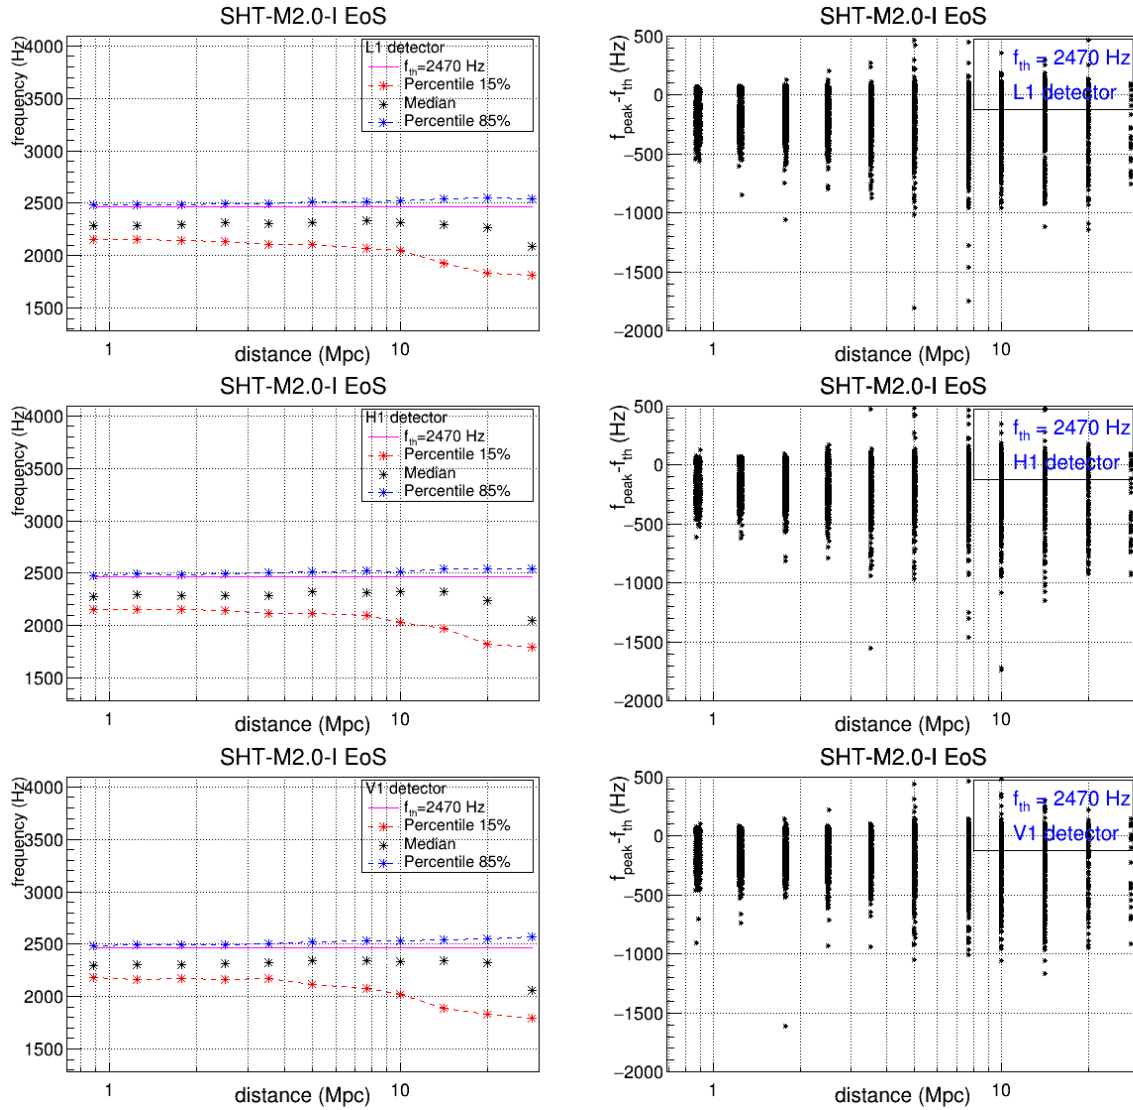 SHT-M2.0-I EoS
frequency (Hz)
4000
3500
3000
2500
2000
1500
L1 detector
f_th=2470 Hz
Percentile 15%
Median
Percentile 85%
1
10
distance (Mpc)
SHT-M2.0-I EoS
f_peak-f_th (Hz)
500
0
−500
−1000
−1500
−2000
f_th = 2470 Hz
L1 detector
1
10
distance (Mpc)
SHT-M2.0-I EoS
frequency (Hz)
4000
3500
3000
2500
2000
1500
H1 detector
f_th=2470 Hz
Percentile 15%
Median
Percentile 85%
1
10
distance (Mpc)
SHT-M2.0-I EoS
f_peak-f_th (Hz)
500
0
−500
−1000
−1500
−2000
f_th = 2470 Hz
H1 detector
1
10
distance (Mpc)
SHT-M2.0-I EoS
frequency (Hz)
4000
3500
3000
2500
2000
1500
V1 detector
f_th=2470 Hz
Percentile 15%
Median
Percentile 85%
1
10
distance (Mpc)
SHT-M2.0-I EoS
f_peak-f_th (Hz)
500
0
−500
−1000
−1500
−2000
f_th = 2470 Hz
V1 detector
1
10
distance (Mpc)